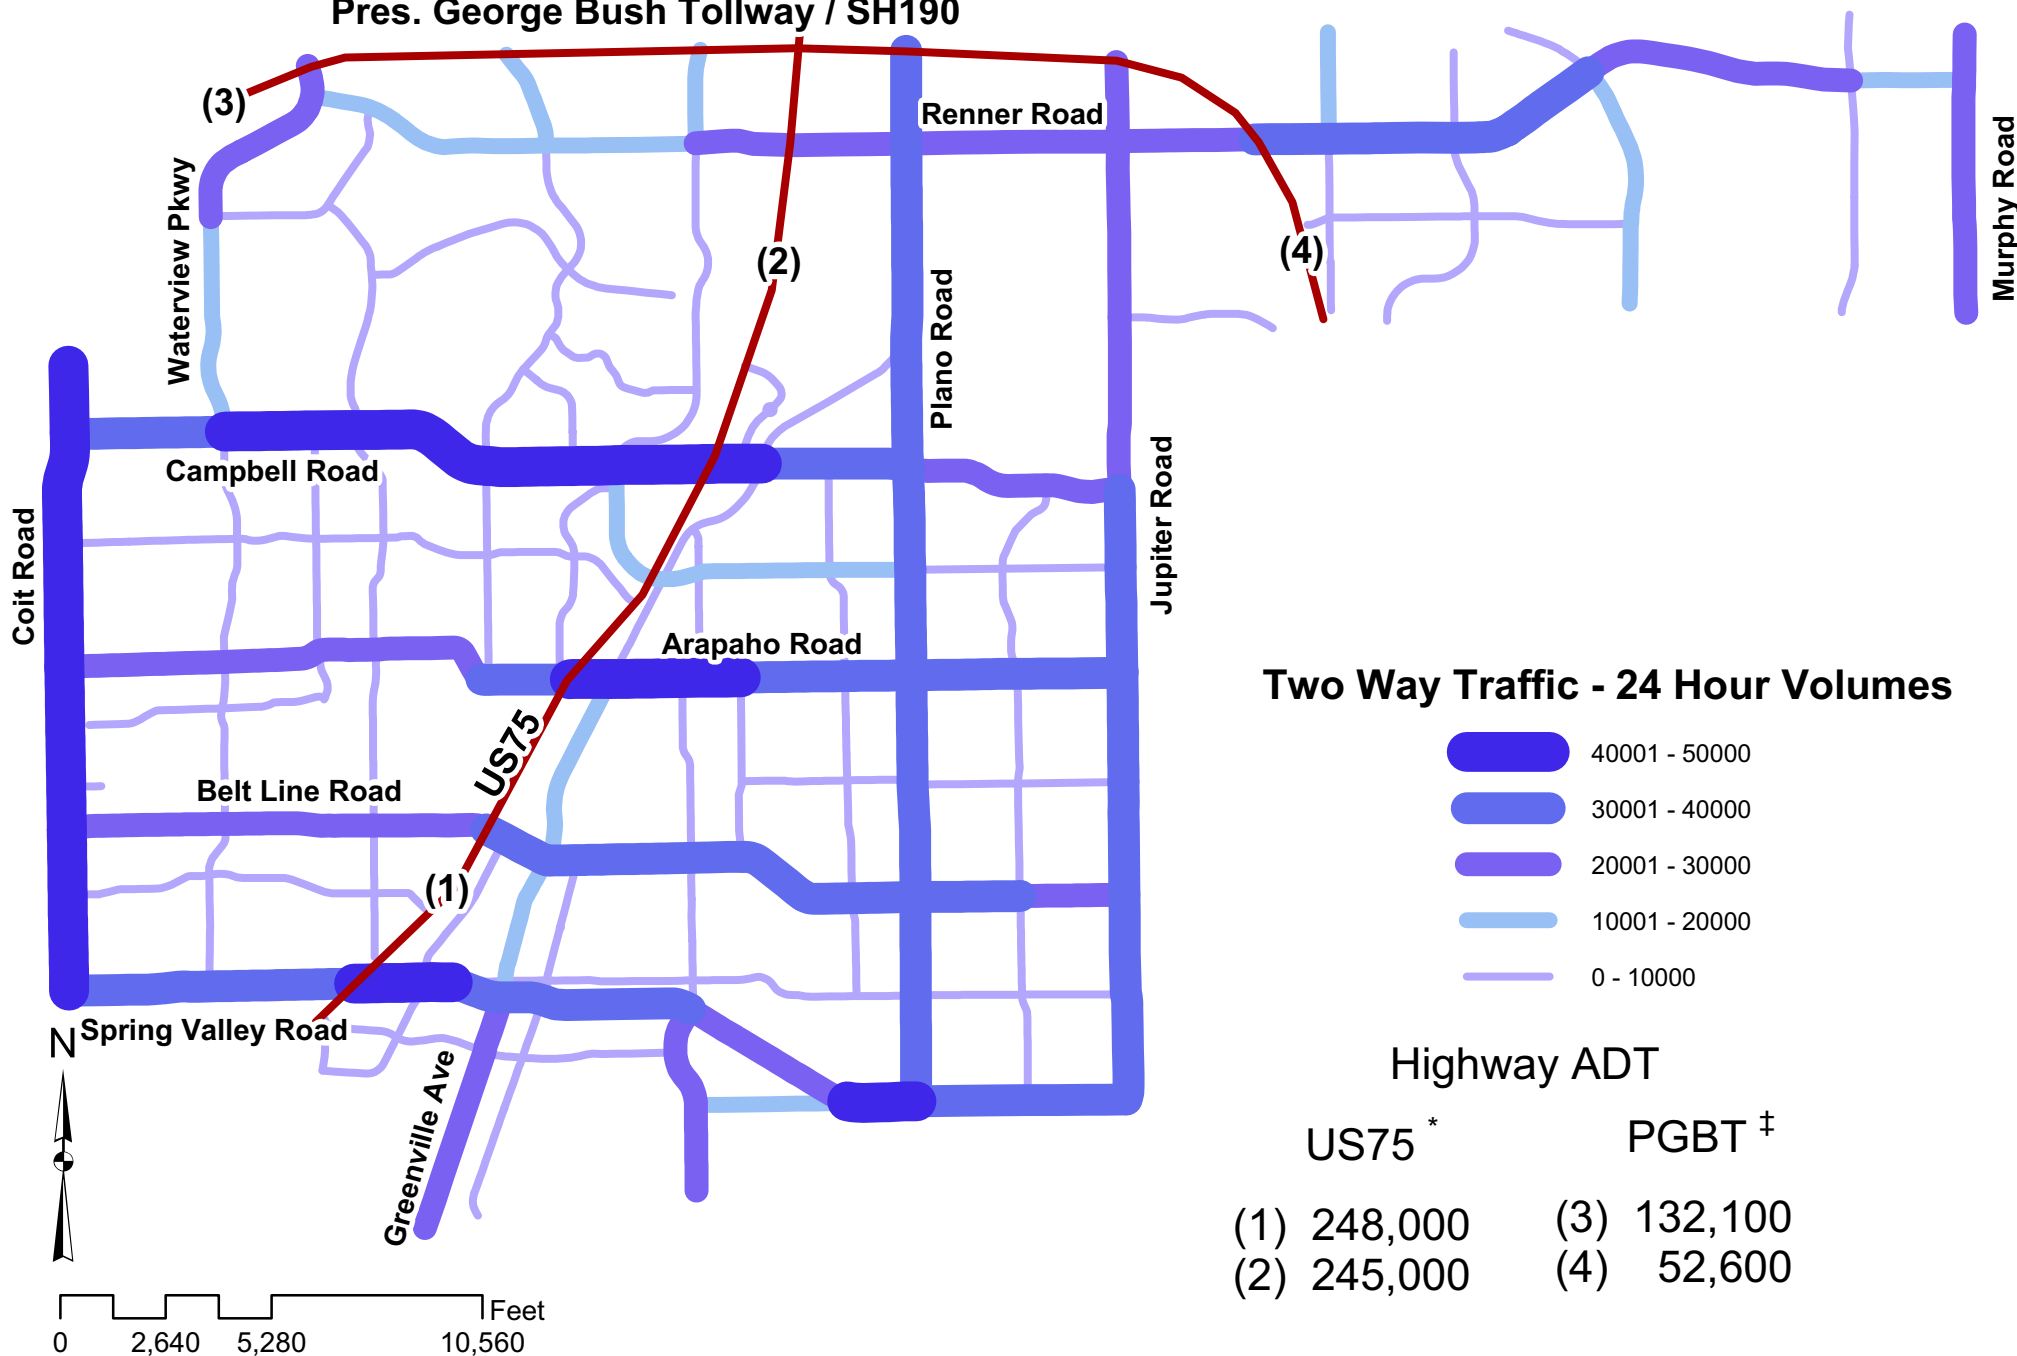 Pres. George Bush Tollway / SH190
(3)
Renner Road
Waterview Pkwy
(2)
(4)
Murphy Road
Plano Road
Campbell Road
Jupiter Road
Coit Road
Arapaho Road
US75
Belt Line Road
(1)
Spring Valley Road
Greenville Ave
N
Feet
0 2,640 5,280 10,560
Two Way Traffic - 24 Hour Volumes
40001 - 50000
30001 - 40000
20001 - 30000
10001 - 20000
0 - 10000
Highway ADT
US75 * PGBT ‡
(1) 248,000 (3) 132,100
(2) 245,000 (4) 52,600